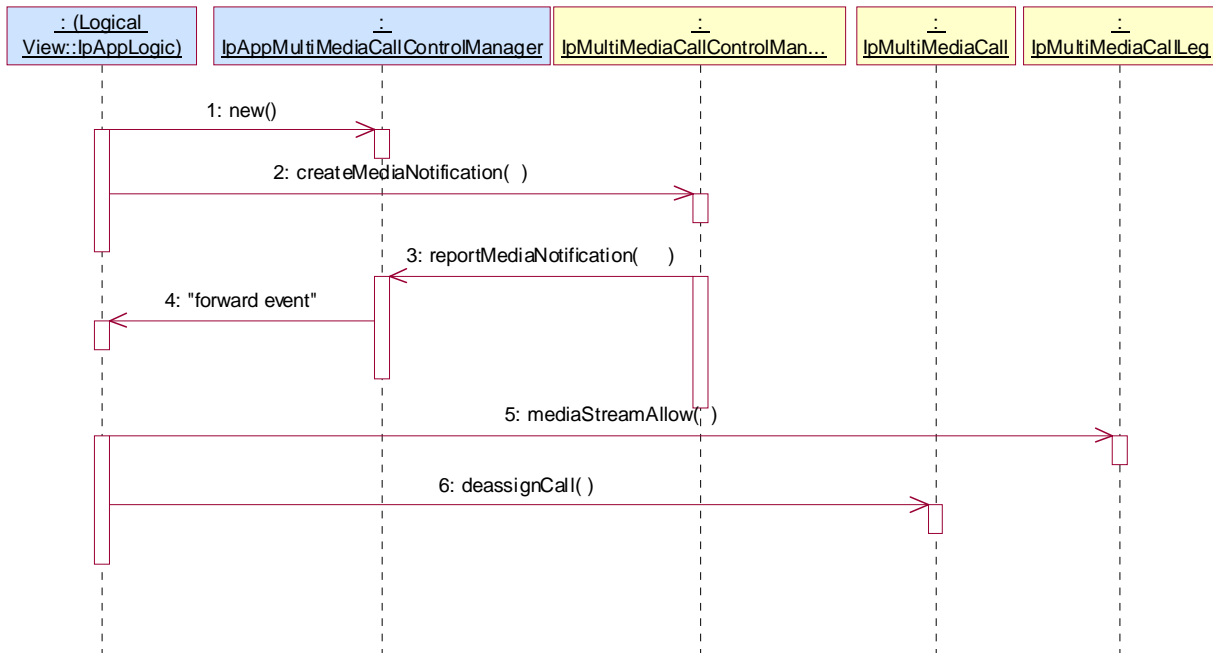 : (Logical
View::IpAppLogic)
:
IpAppMultiMediaCallControlManager
:
IpMultiMediaCallControlMan...
:
IpMultiMediaCall
:
IpMultiMediaCallLeg
1: new()
2: createMediaNotification( )
3: reportMediaNotification( )
4: "forward event"
5: mediaStreamAllow( )
6: deassignCall( )